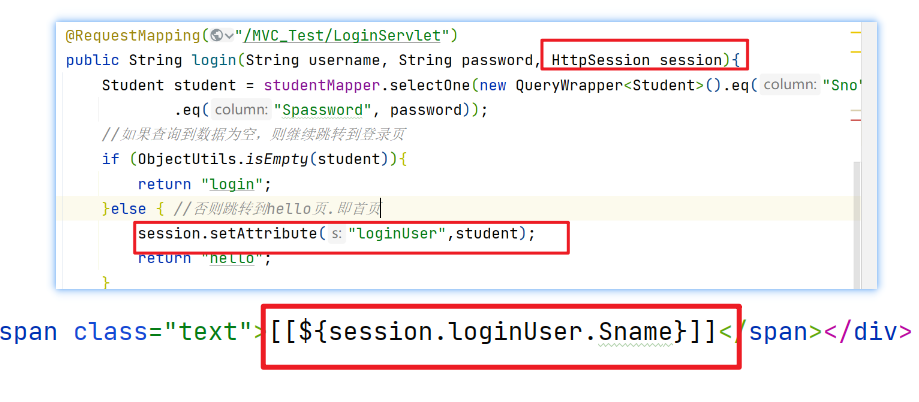 @RequestMapping("/MVC_Test/LoginServlet")
public String login(String username, String password, HttpSession session){
Student student = studentMapper.selectOne(new QueryWrapper<Student>().eq( column: "Sno"
.eq( column: "Spassword", password));
//如果查询到数据为空，则继续跳转到登录页
if (ObjectUtils.isEmpty(student)){
return "login";
}else { //否则跳转到hello页.即首页
session.setAttribute( s: "loginUser",student);
return "hello";
}
span class="text">[[${session.loginUser.Sname}]]</span></div>